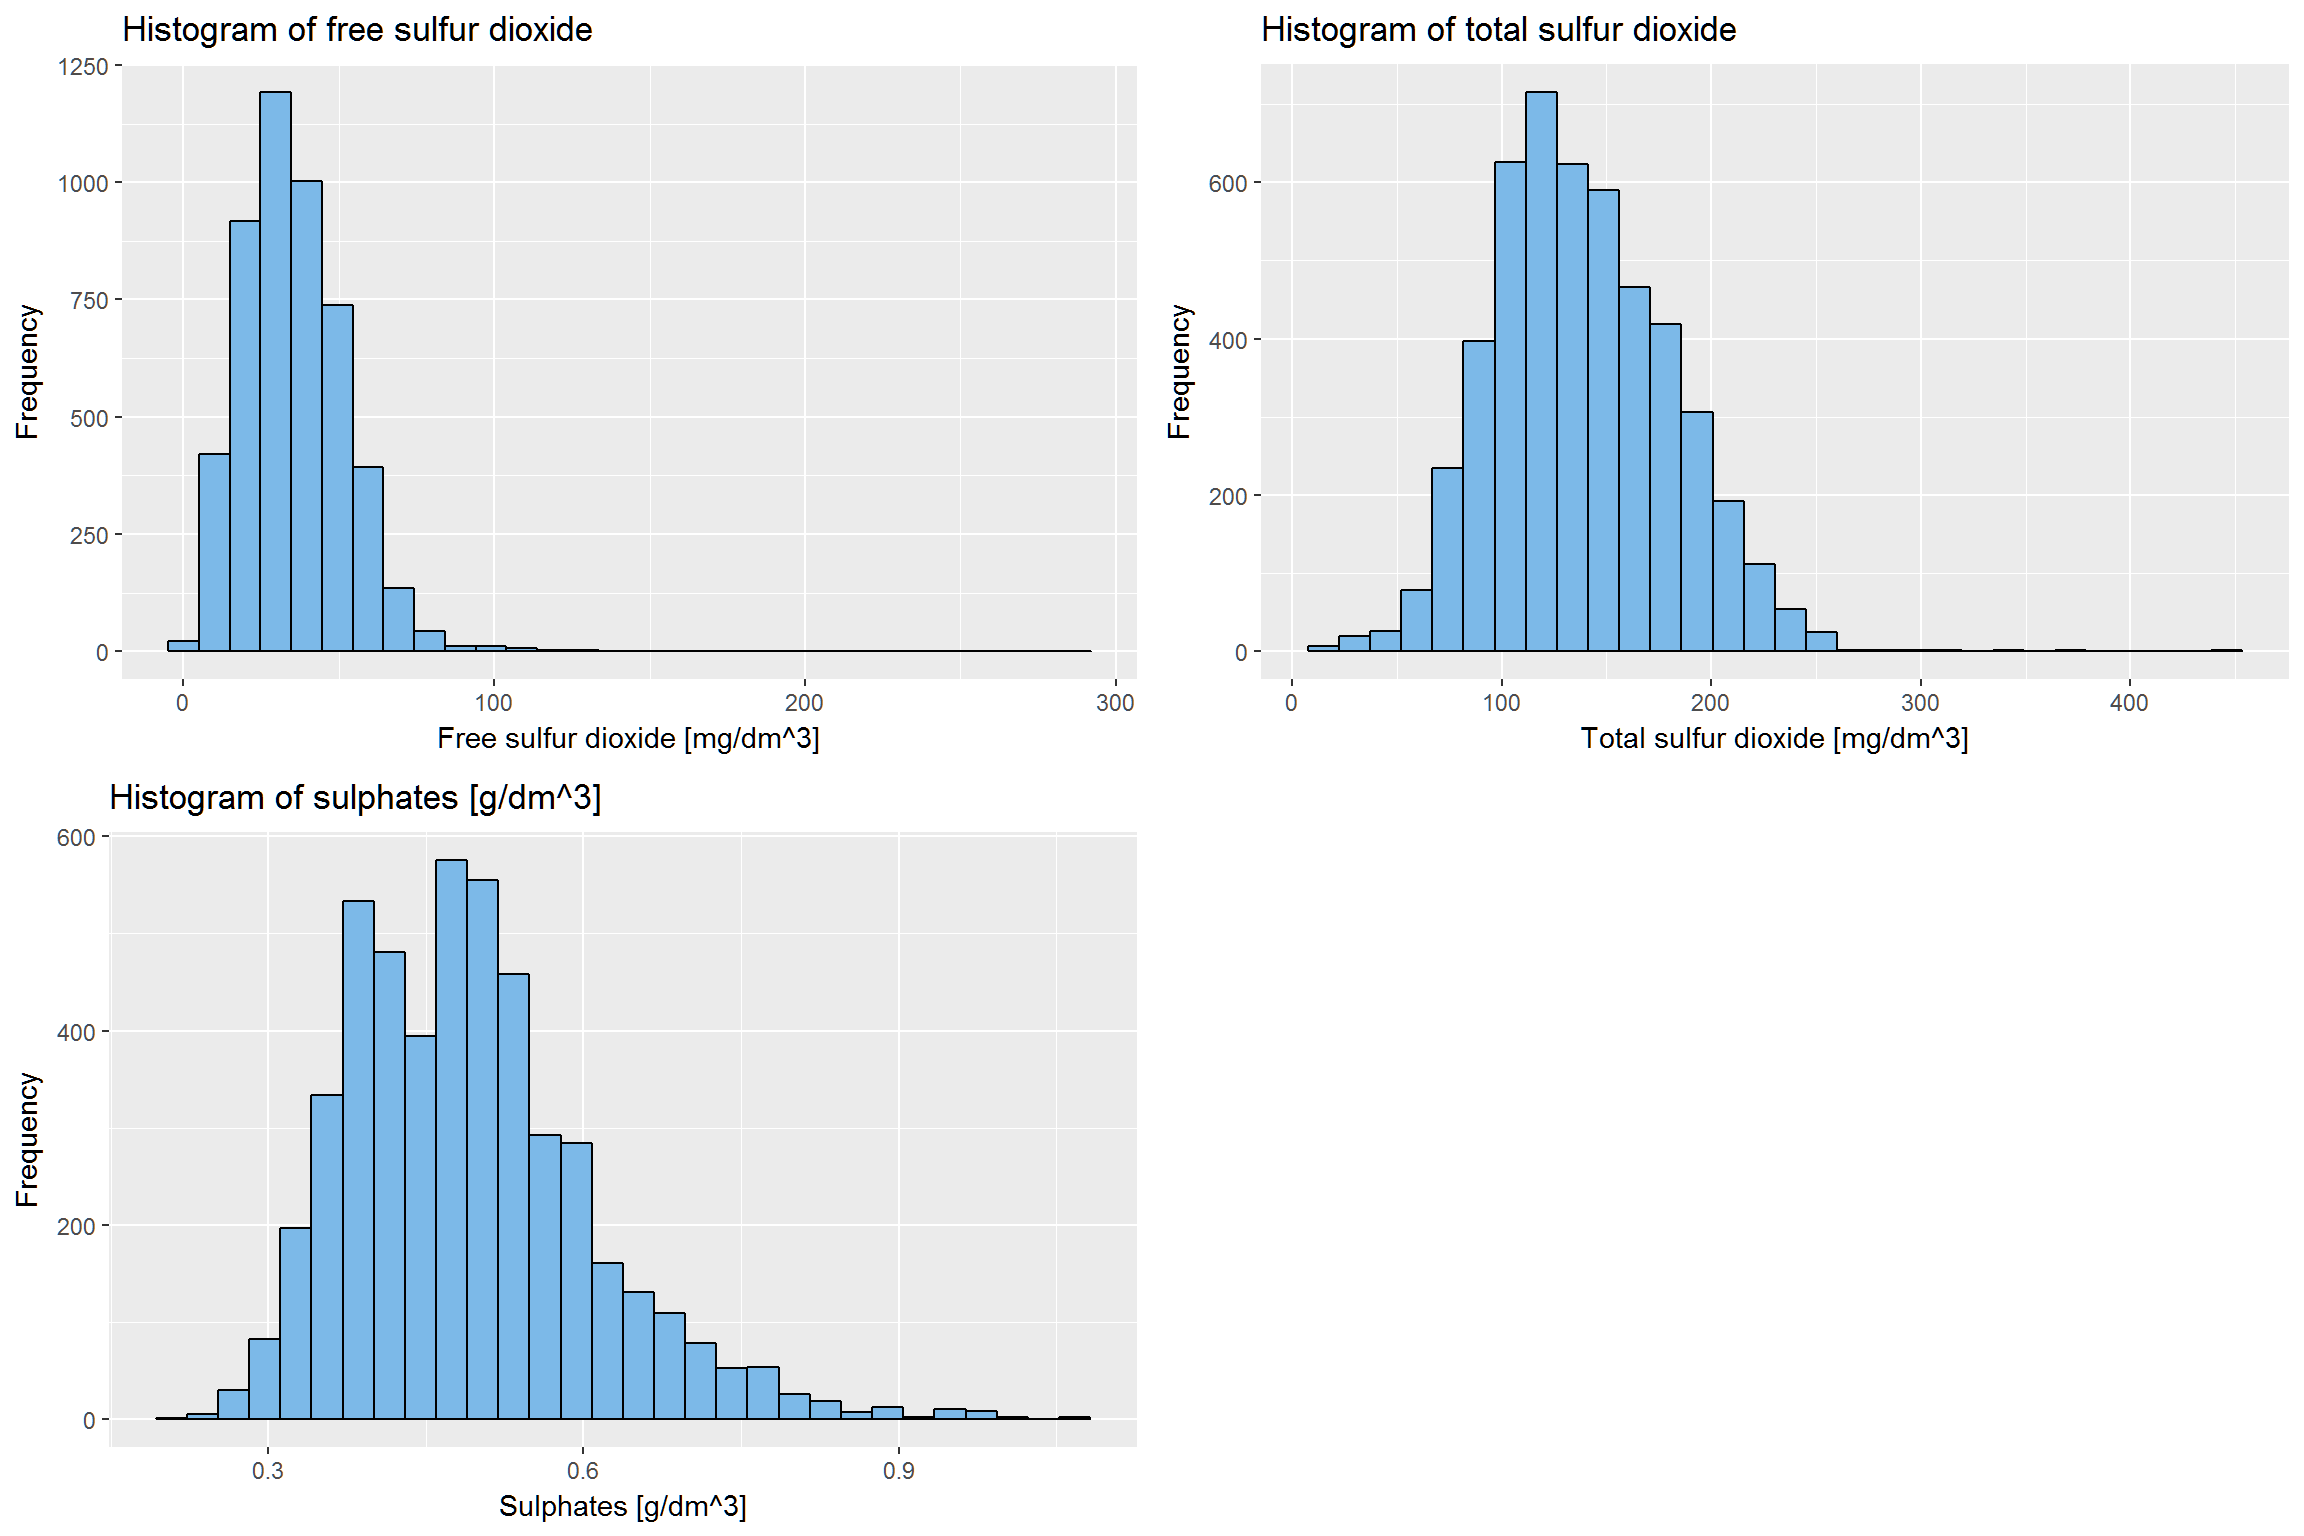 Histogram of free sulfur dioxide
1250
1000
750
500
250
0
Frequency
0 100 200 300
Free sulfur dioxide [mg/dm^3]
Histogram of total sulfur dioxide
600
400
200
0
Frequency
0 100 200 300 400
Total sulfur dioxide [mg/dm^3]
Histogram of sulphates [g/dm^3]
600
400
200
0
Frequency
0.3 0.6 0.9
Sulphates [g/dm^3]